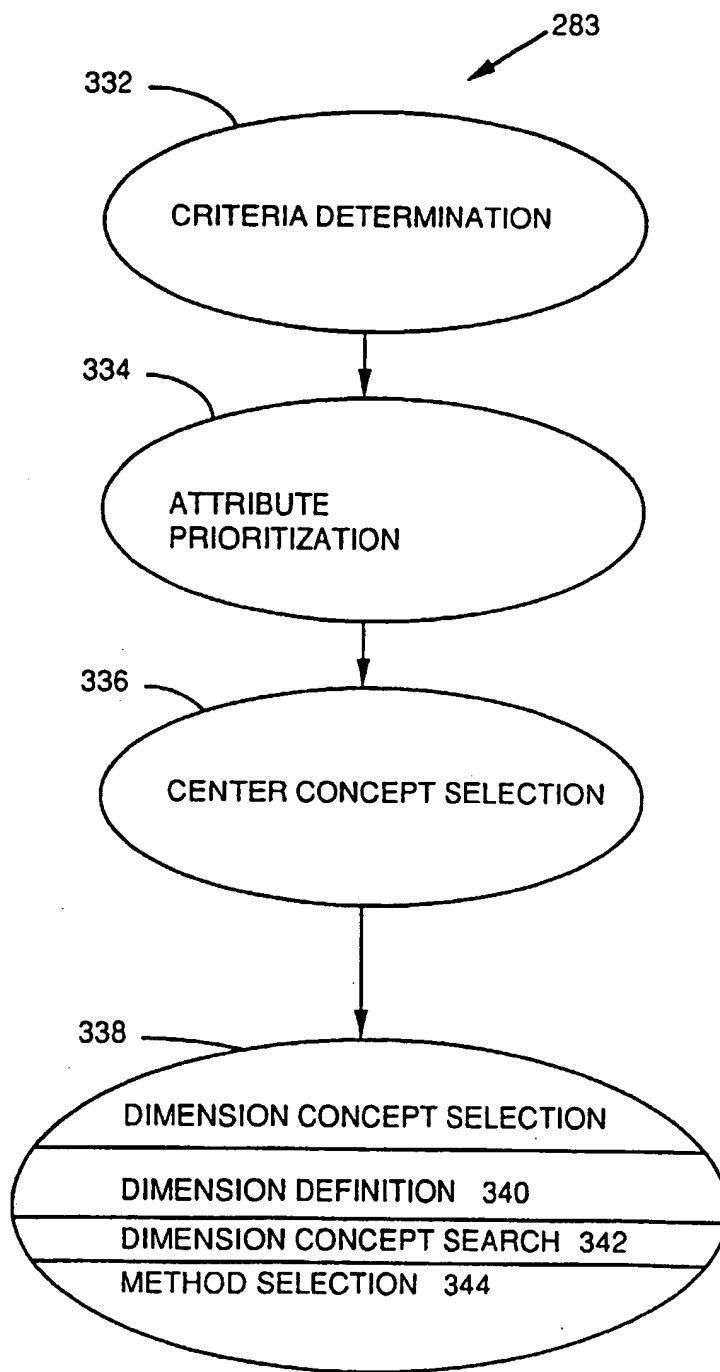 283
332
CRITERIA DETERMINATION
334
ATTRIBUTE
PRIORITIZATION
336
CENTER CONCEPT SELECTION
338
DIMENSION CONCEPT SELECTION
DIMENSION DEFINITION 340
DIMENSION CONCEPT SEARCH 342
METHOD SELECTION 344